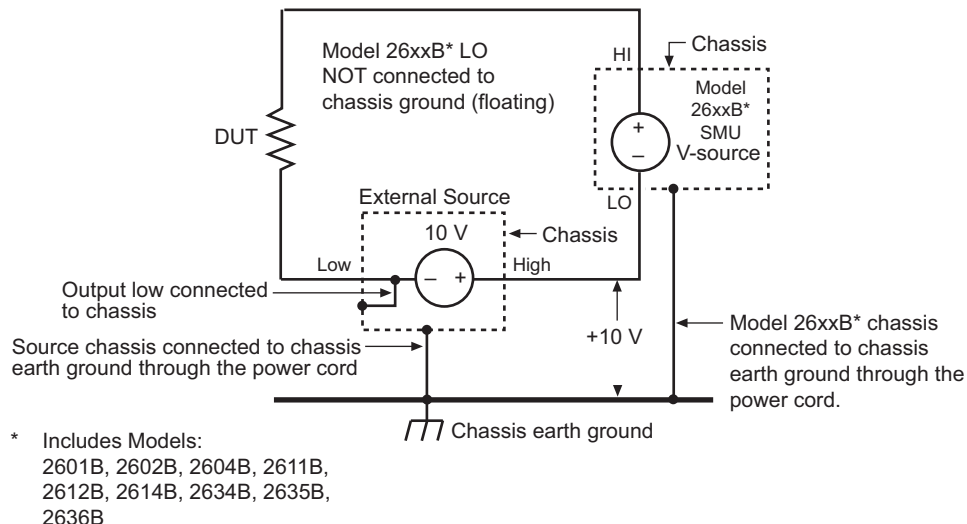 Model 26xxB* LO
NOT connected to
chassis ground (floating)
HI
Chassis
Model
26xxB*
SMU
V-source
+
–
LO
DUT
External Source
10 V
Chassis
Low
– +
High
Output low connected
to chassis
+10 V
Source chassis connected to chassis
earth ground through the power cord
Model 26xxB* chassis
connected to chassis
earth ground through the
power cord.
Chassis earth ground
* Includes Models:
2601B, 2602B, 2604B, 2611B,
2612B, 2614B, 2634B, 2635B,
2636B